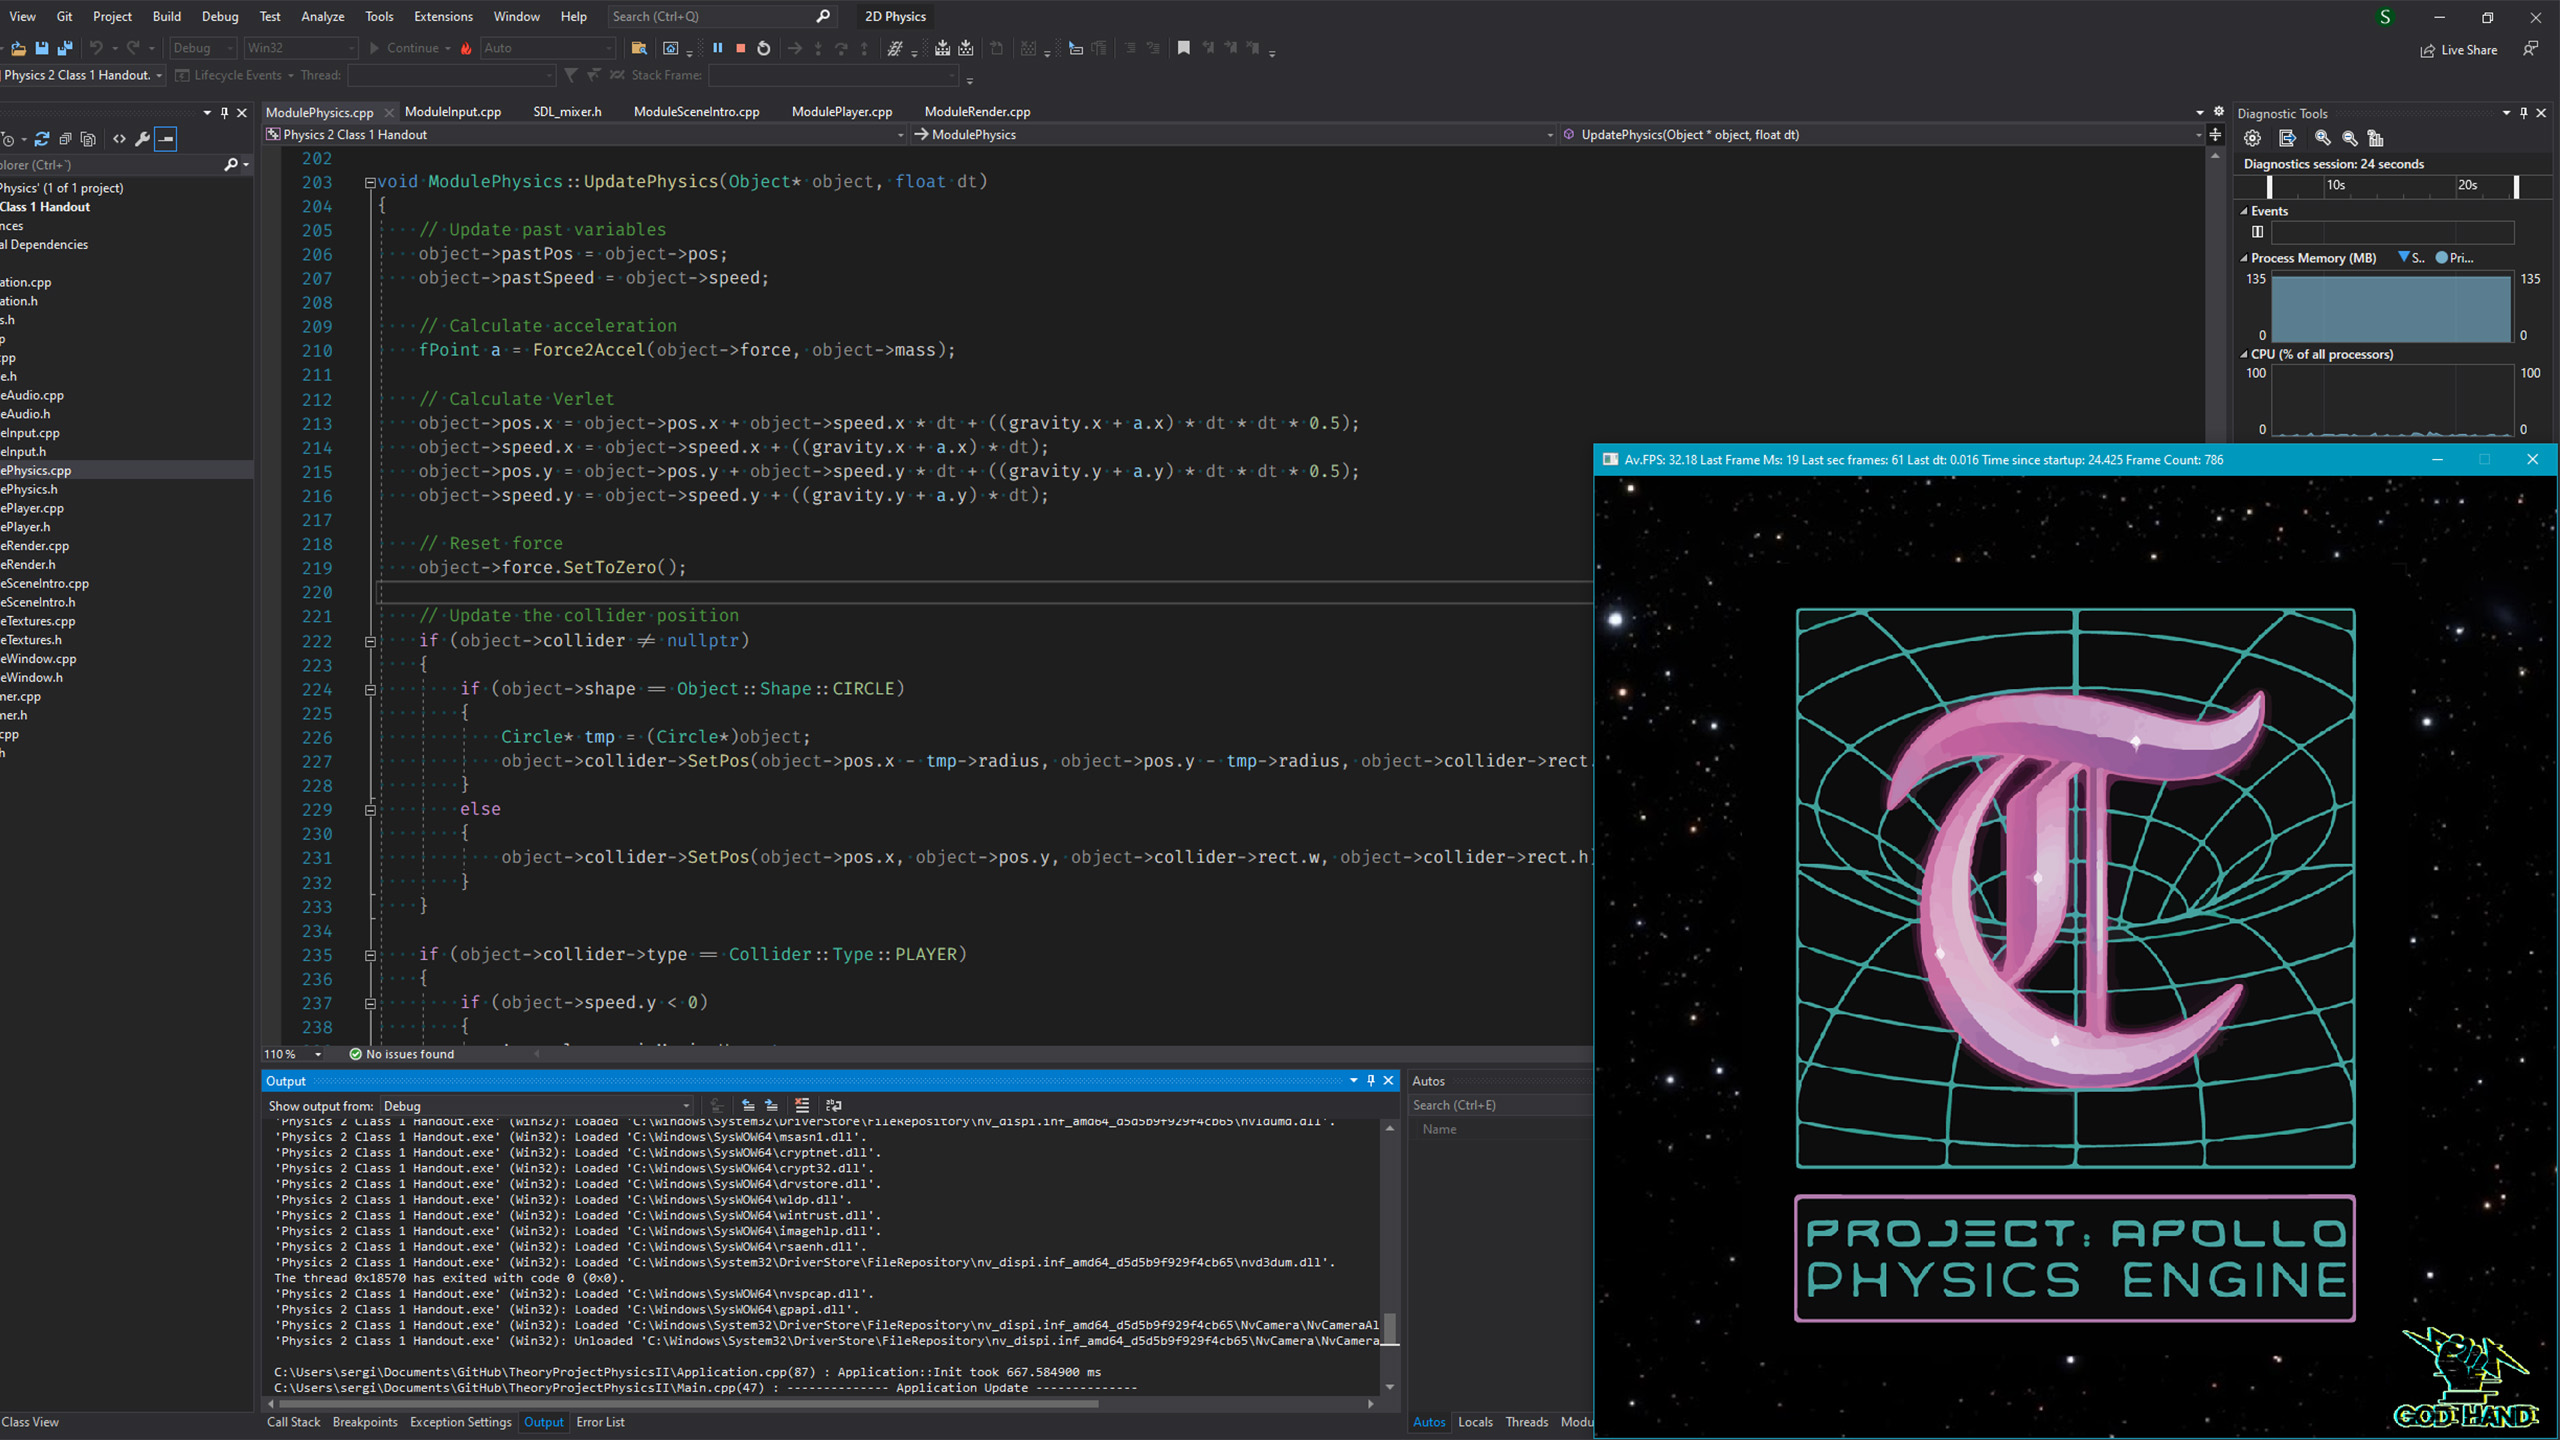 View Git Project Build Debug Test Analyze Tools Extensions Window Help Search (Ctrl+Q) 2D Physics S
Debug Win32 Continue Auto Live Share
Physics 2 Class 1 Handout. Lifecycle Events Thread: Stack Frame:
ModulePhysics.cpp ModuleInput.cpp SDL_mixer.h ModuleSceneIntro.cpp ModulePlayer.cpp ModuleRender.cpp
Physics 2 Class 1 Handout ModulePhysics UpdatePhysics(Object * object, float dt)
plorer (Ctrl+¨)
Physics' (1 of 1 project)
Class 1 Handout
nces
al Dependencies
ation.cpp
ation.h
s.h
p
cpp
e.h
eAudio.cpp
eAudio.h
eInput.cpp
eInput.h
ePhysics.cpp
ePhysics.h
ePlayer.cpp
ePlayer.h
eRender.cpp
eRender.h
eSceneIntro.cpp
eSceneIntro.h
eTextures.cpp
eTextures.h
eWindow.cpp
eWindow.h
mer.cpp
mer.h
cpp
h
Class View
202
203 void ModulePhysics::UpdatePhysics(Object* object, float dt)
204 {
205 // Update past variables
206 object->pastPos = object->pos;
207 object->pastSpeed = object->speed;
208
209 // Calculate acceleration
210 fPoint a = Force2Accel(object->force, object->mass);
211
212 // Calculate Verlet
213 object->pos.x = object->pos.x + object->speed.x * dt + ((gravity.x + a.x) * dt * dt * 0.5);
214 object->speed.x = object->speed.x + ((gravity.x + a.x) * dt);
215 object->pos.y = object->pos.y + object->speed.y * dt + ((gravity.y + a.y) * dt * dt * 0.5);
216 object->speed.y = object->speed.y + ((gravity.y + a.y) * dt);
217
218 // Reset force
219 object->force.SetToZero();
220
221 // Update the collider position
222 if (object->collider ≠ nullptr)
223 {
224 if (object->shape == Object::Shape::CIRCLE)
225 {
226 Circle* tmp = (Circle*)object;
227 object->collider->SetPos(object->pos.x - tmp->radius, object->pos.y - tmp->radius, object->collider->rect.
228 }
229 else
230 {
231 object->collider->SetPos(object->pos.x, object->pos.y, object->collider->rect.w, object->collider->rect.h)
232 }
233 }
234
235 if (object->collider->type == Collider::Type::PLAYER)
236 {
237 if (object->speed.y < 0)
238 {
110 % No issues found
Output
Show output from: Debug
'Physics 2 Class 1 Handout.exe' (Win32): Loaded 'C:\Windows\System32\DriverStore\FileRepository\nv_dispi.inf_amd64_d5d5b9f929f4cb65\nvldumd.dll'.
'Physics 2 Class 1 Handout.exe' (Win32): Loaded 'C:\Windows\SysWOW64\msasn1.dll'.
'Physics 2 Class 1 Handout.exe' (Win32): Loaded 'C:\Windows\SysWOW64\cryptnet.dll'.
'Physics 2 Class 1 Handout.exe' (Win32): Loaded 'C:\Windows\SysWOW64\crypt32.dll'.
'Physics 2 Class 1 Handout.exe' (Win32): Loaded 'C:\Windows\SysWOW64\drvstore.dll'.
'Physics 2 Class 1 Handout.exe' (Win32): Loaded 'C:\Windows\SysWOW64\wldp.dll'.
'Physics 2 Class 1 Handout.exe' (Win32): Loaded 'C:\Windows\SysWOW64\wintrust.dll'.
'Physics 2 Class 1 Handout.exe' (Win32): Loaded 'C:\Windows\SysWOW64\imagehlp.dll'.
'Physics 2 Class 1 Handout.exe' (Win32): Loaded 'C:\Windows\SysWOW64\rsaenh.dll'.
'Physics 2 Class 1 Handout.exe' (Win32): Loaded 'C:\Windows\System32\DriverStore\FileRepository\nv_dispi.inf_amd64_d5d5b9f929f4cb65\nvd3dum.dll'.
The thread 0x18570 has exited with code 0 (0x0).
'Physics 2 Class 1 Handout.exe' (Win32): Loaded 'C:\Windows\SysWOW64\nvspcap.dll'.
'Physics 2 Class 1 Handout.exe' (Win32): Loaded 'C:\Windows\SysWOW64\gpapi.dll'.
'Physics 2 Class 1 Handout.exe' (Win32): Loaded 'C:\Windows\System32\DriverStore\FileRepository\nv_dispi.inf_amd64_d5d5b9f929f4cb65\NvCamera\NvCameraAl
'Physics 2 Class 1 Handout.exe' (Win32): Unloaded 'C:\Windows\System32\DriverStore\FileRepository\nv_dispi.inf_amd64_d5d5b9f929f4cb65\NvCamera\NvCamera
C:\Users\sergi\Documents\GitHub\TheoryProjectPhysicsII\Application.cpp(87) : Application::Init took 667.584900 ms
C:\Users\sergi\Documents\GitHub\TheoryProjectPhysicsII\Main.cpp(47) : -------------- Application Update --------------
Call Stack Breakpoints Exception Settings Output Error List
Autos
Search (Ctrl+E)
Name
Autos Locals Threads Modu
Diagnostic Tools
Diagnostics session: 24 seconds
10s 20s
Events
Process Memory (MB) S.. Pri...
135 135
0 0
CPU (% of all processors)
100 100
0 0
Av.FPS: 32.18 Last Frame Ms: 19 Last sec frames: 61 Last dt: 0.016 Time since startup: 24.425 Frame Count: 786
T
PROJECT: APOLLO
PHYSICS ENGINE
GOD HAND